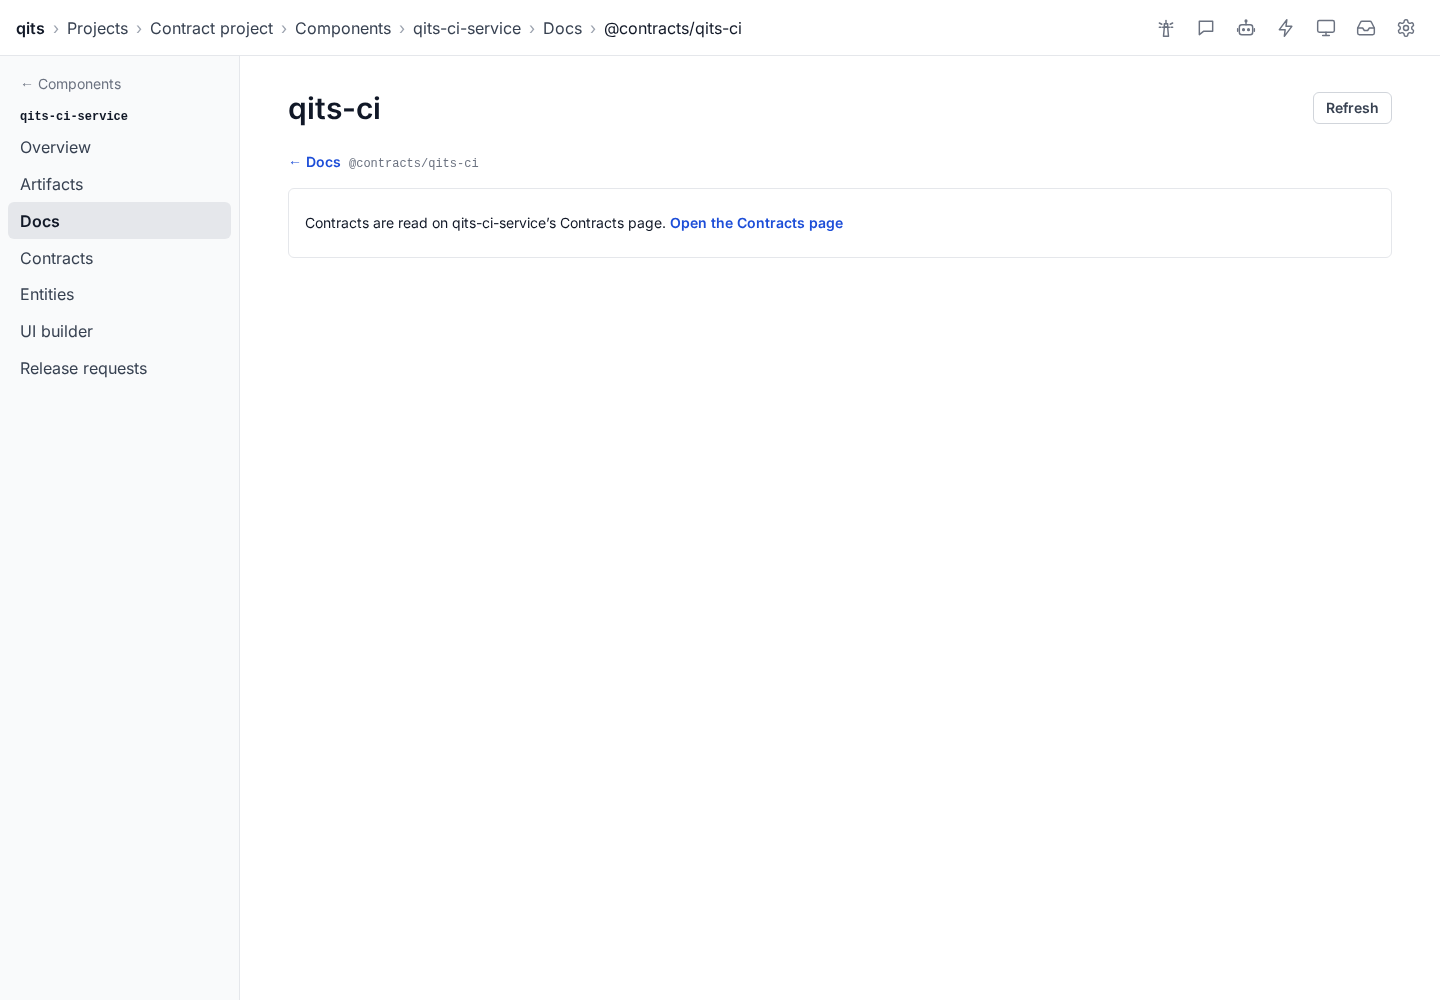 qits › Projects › Contract project › Components › qits-ci-service › Docs › @contracts/qits-ci
← Components
qits-ci-service
Overview
Artifacts
Docs
Contracts
Entities
UI builder
Release requests
qits-ci
Refresh
← Docs @contracts/qits-ci
Contracts are read on qits-ci-service’s Contracts page. Open the Contracts page